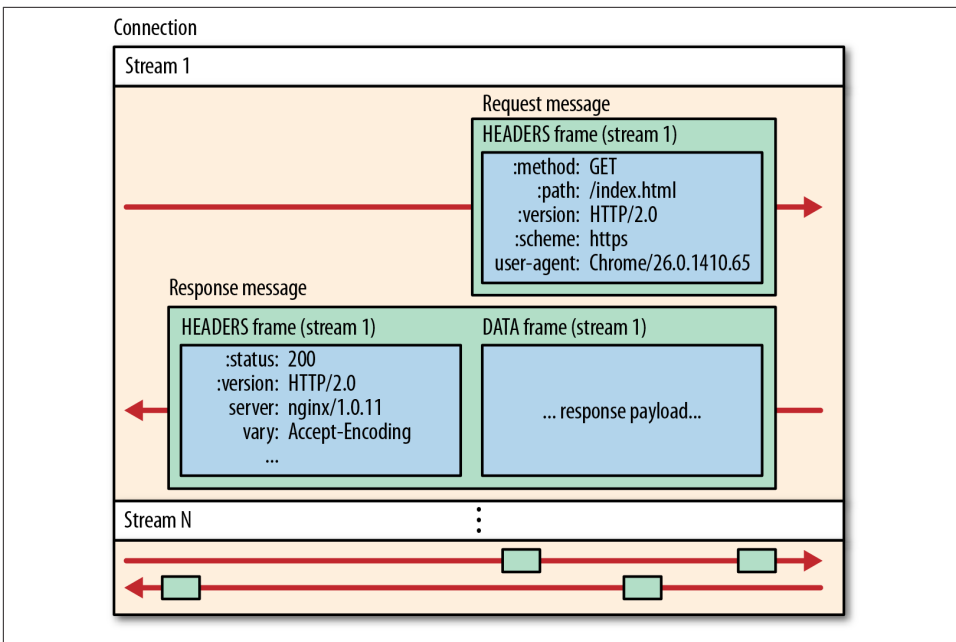 Connection
Stream 1
Request message
HEADERS frame (stream 1)
:method: GET
:path: /index.html
:version: HTTP/2.0
:scheme: https
user-agent: Chrome/26.0.1410.65
Response message
HEADERS frame (stream 1)
:status: 200
:version: HTTP/2.0
server: nginx/1.0.11
vary: Accept-Encoding
...
DATA frame (stream 1)
... response payload...
Stream N